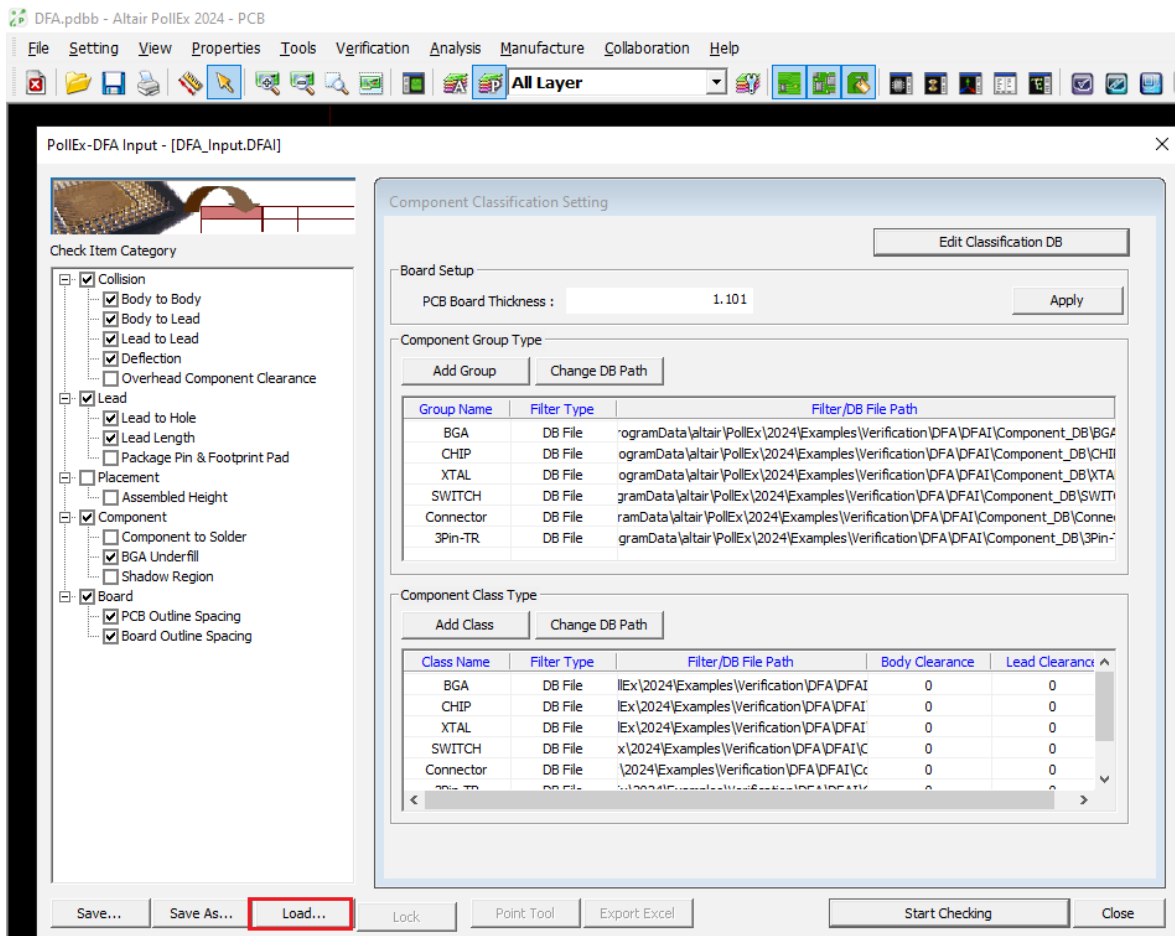 DFA.pdbb - Altair PollEx 2024 - PCB
File Setting View Properties Tools Verification Analysis Manufacture Collaboration Help
All Layer
PollEx-DFA Input - [DFA_Input.DFAI]
Check Item Category
Collision
Body to Body
Body to Lead
Lead to Lead
Deflection
Overhead Component Clearance
Lead
Lead to Hole
Lead Length
Package Pin & Footprint Pad
Placement
Assembled Height
Component
Component to Solder
BGA Underfill
Shadow Region
Board
PCB Outline Spacing
Board Outline Spacing
Component Classification Setting
Edit Classification DB
Board Setup
PCB Board Thickness : 1.101 Apply
Component Group Type
Add Group Change DB Path
Group Name Filter Type Filter/DB File Path
BGA DB File rogramData\altair\PollEx\2024\Examples\Verification\DFA\DFAI\Component_DB\BGA
CHIP DB File ogramData\altair\PollEx\2024\Examples\Verification\DFA\DFAI\Component_DB\CHI
XTAL DB File ogramData\altair\PollEx\2024\Examples\Verification\DFA\DFAI\Component_DB\XTA
SWITCH DB File gramData\altair\PollEx\2024\Examples\Verification\DFA\DFAI\Component_DB\SWIT
Connector DB File ramData\altair\PollEx\2024\Examples\Verification\DFA\DFAI\Component_DB\Conne
3Pin-TR DB File gramData\altair\PollEx\2024\Examples\Verification\DFA\DFAI\Component_DB\3Pin-
Component Class Type
Add Class Change DB Path
Class Name Filter Type Filter/DB File Path Body Clearance Lead Clearance
BGA DB File llEx\2024\Examples\Verification\DFA\DFAI 0 0
CHIP DB File lEx\2024\Examples\Verification\DFA\DFAI 0 0
XTAL DB File lEx\2024\Examples\Verification\DFA\DFAI 0 0
SWITCH DB File x\2024\Examples\Verification\DFA\DFAI\C 0 0
Connector DB File \2024\Examples\Verification\DFA\DFAI\Co 0 0
3Pin-TR DB File
Save... Save As... Load... Lock Point Tool Export Excel Start Checking Close